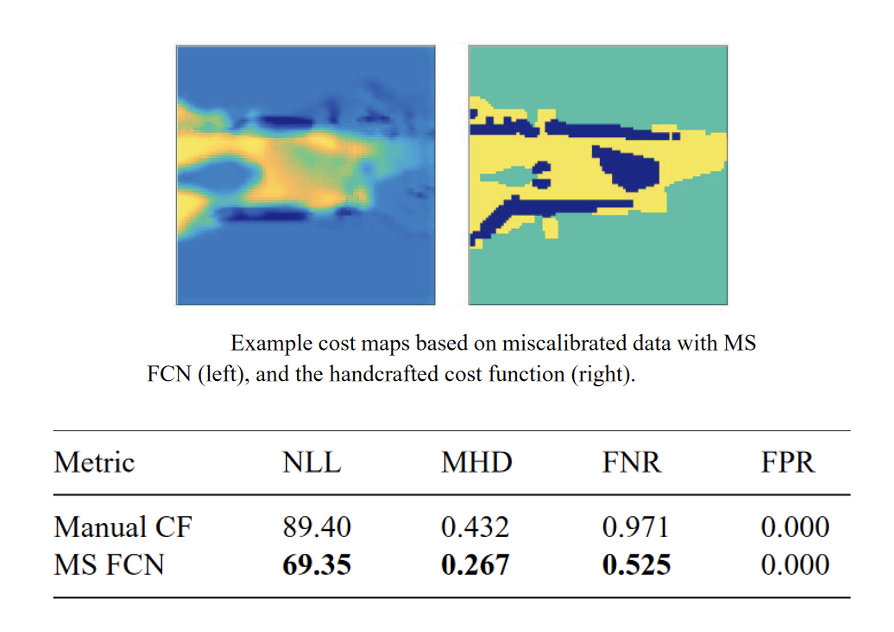 Example cost maps based on miscalibrated data with MS
FCN (left), and the handcrafted cost function (right).
Metric NLL MHD FNR FPR
Manual CF 89.40 0.432 0.971 0.000
MS FCN 69.35 0.267 0.525 0.000